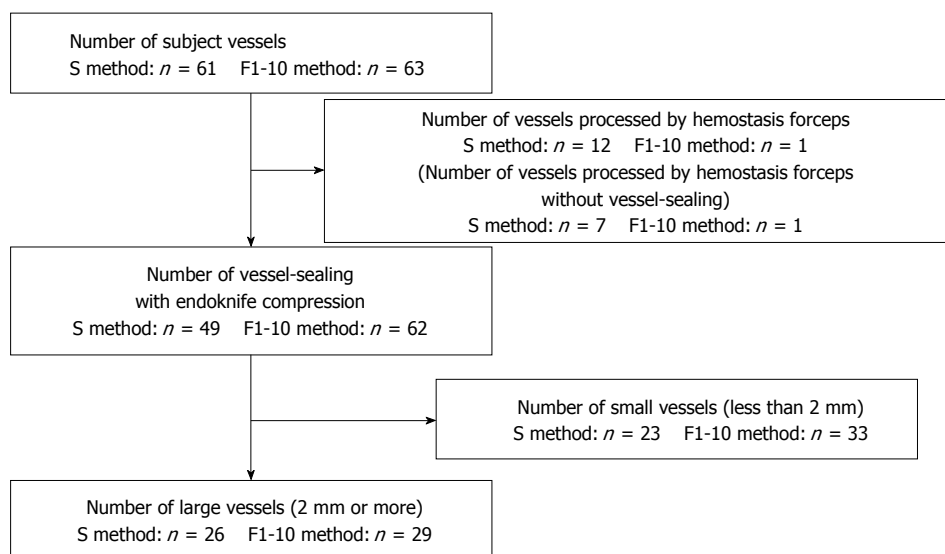 Number of subject vessels
S method: n = 61 F1-10 method: n = 63
Number of vessels processed by hemostasis forceps
S method: n = 12 F1-10 method: n = 1
(Number of vessels processed by hemostasis forceps
without vessel-sealing)
S method: n = 7 F1-10 method: n = 1
Number of vessel-sealing
with endoknife compression
S method: n = 49 F1-10 method: n = 62
Number of small vessels (less than 2 mm)
S method: n = 23 F1-10 method: n = 33
Number of large vessels (2 mm or more)
S method: n = 26 F1-10 method: n = 29